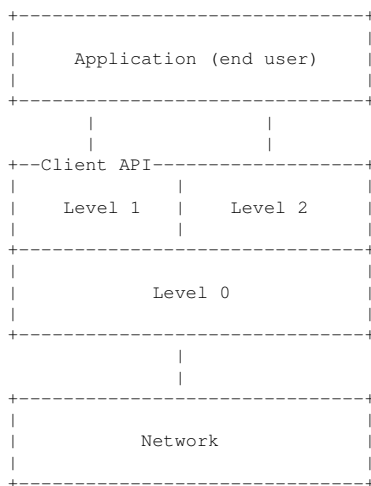 Application (end user)
Client API
Level 1 Level 2
Level 0
Network